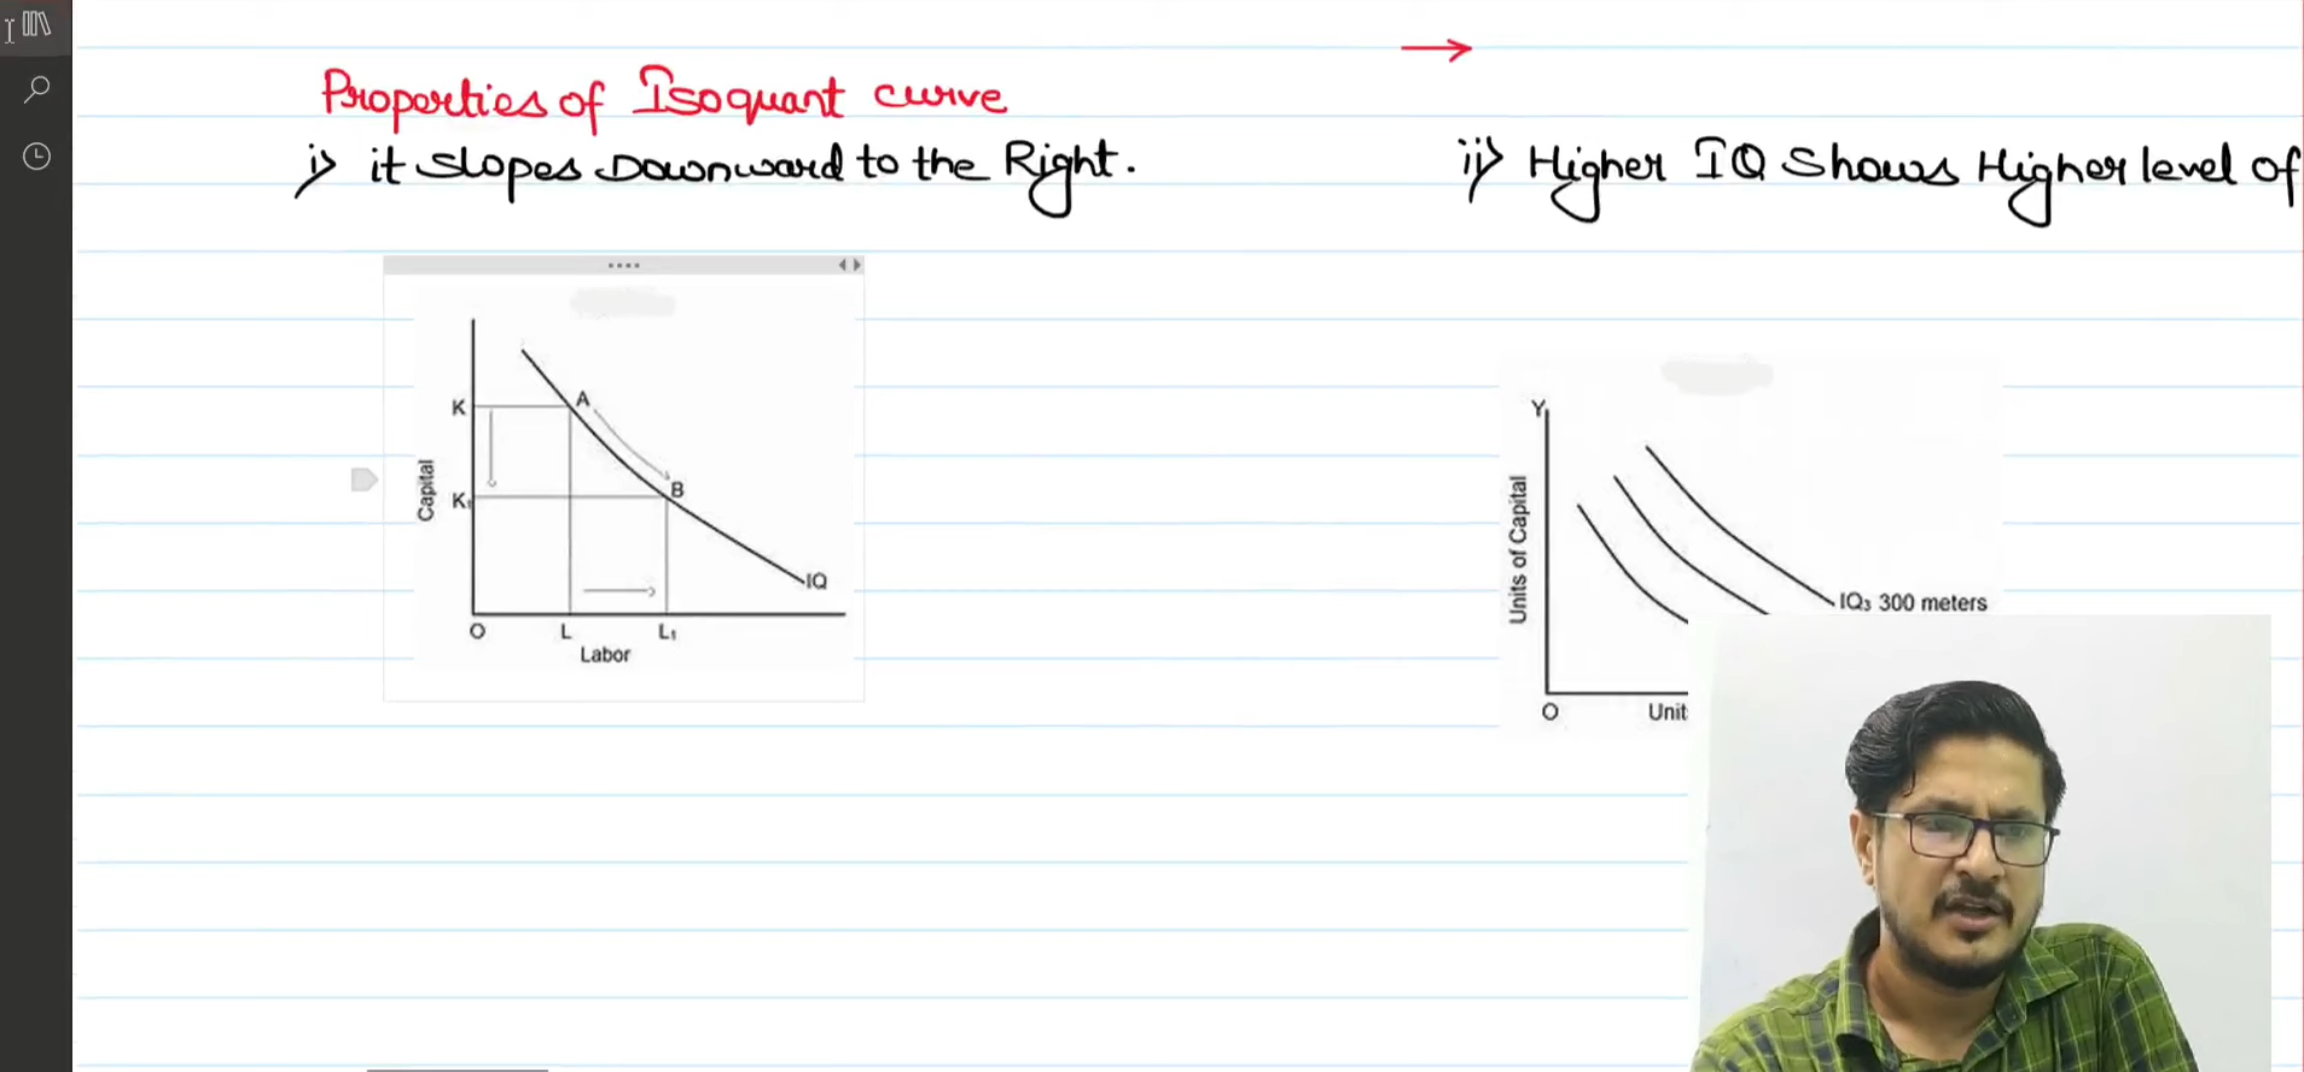 Properties of Isoquant curve
i> it slopes Downward to the Right.
Capital
K
A
K₁
B
IQ
O
L
L₁
Labor
ii> Higher IQ Shows Higher level of
Y
Units of Capital
IQ₃ 300 meters
O
Unit